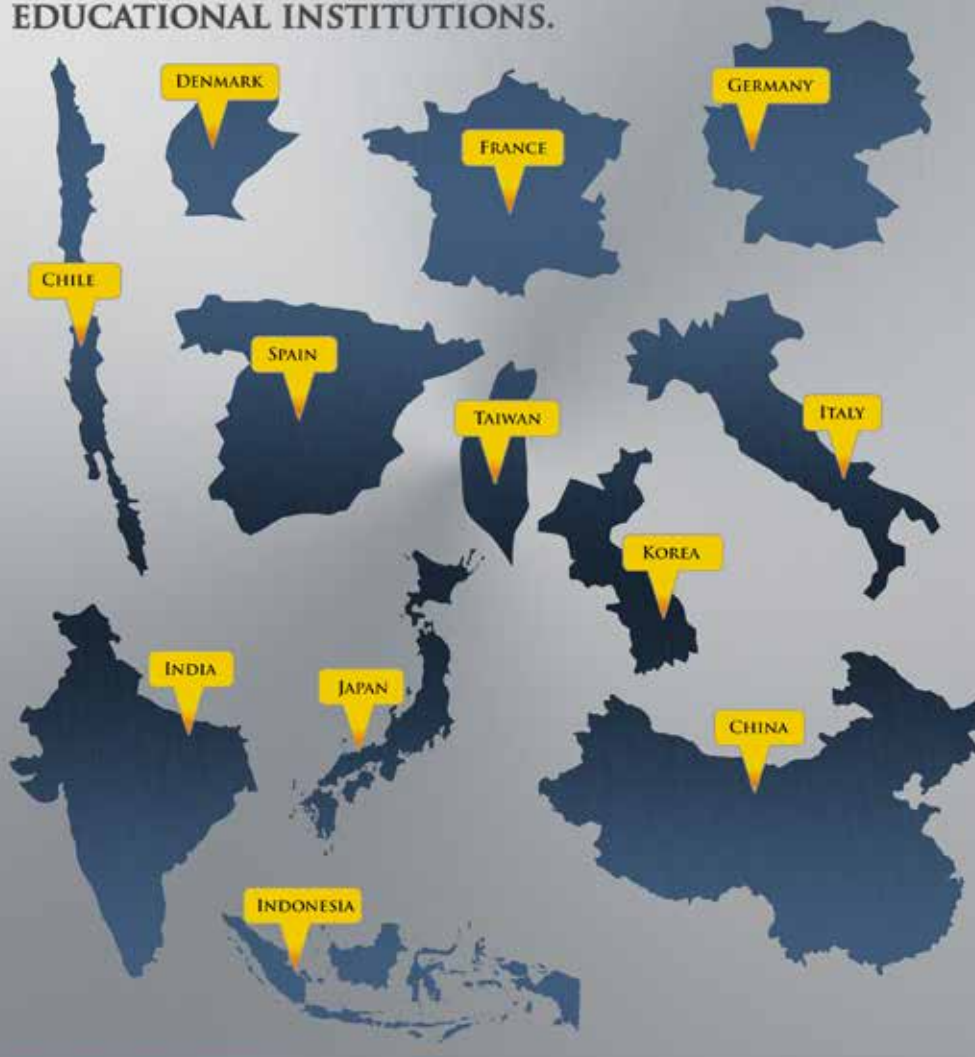 EDUCATIONAL INSTITUTIONS.
DENMARK
GERMANY
FRANCE
CHILE
SPAIN
TAIWAN
ITALY
KOREA
INDIA
JAPAN
CHINA
INDONESIA